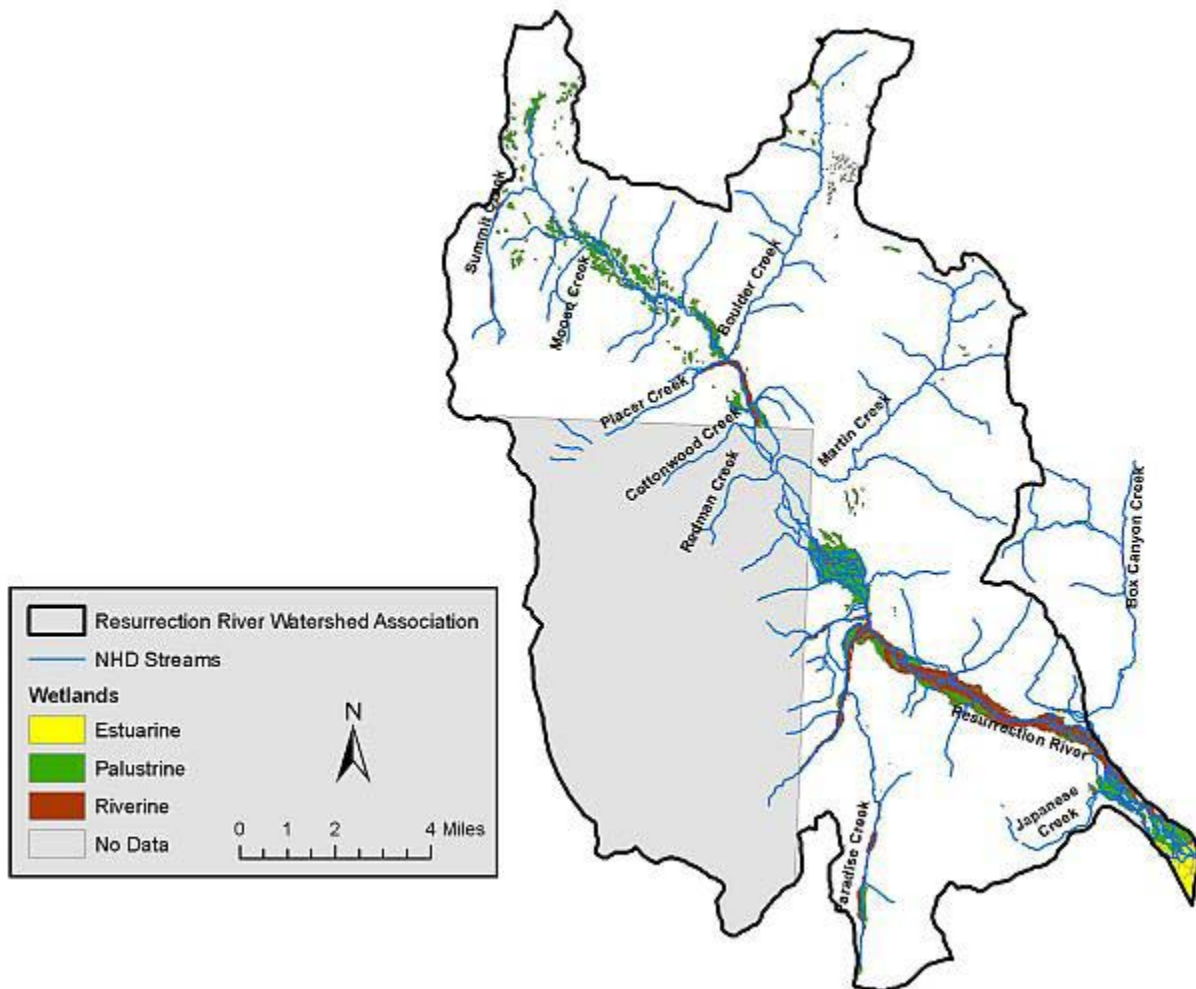 Summit Creek
Moose Creek
Boulder Creek
Placer Creek
Cottonwood Creek
Redman Creek
Martin Creek
Box Canyon Creek
Resurrection River
Japanese
Creek
Paradise Creek
Resurrection River Watershed Association
NHD Streams
Wetlands
Estuarine
Palustrine
Riverine
No Data
N
0 1 2 4 Miles